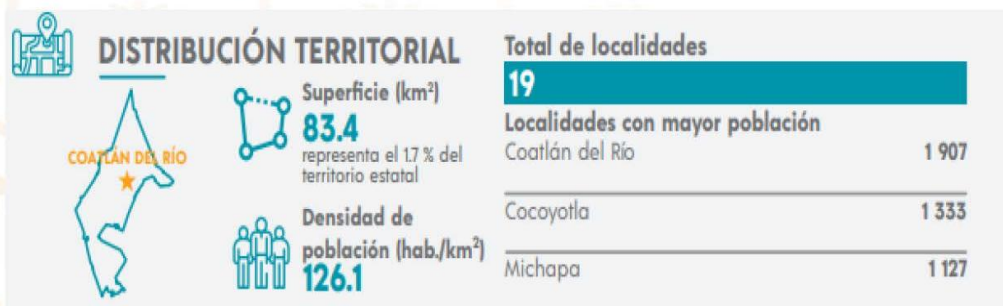 DISTRIBUCIÓN TERRITORIAL
COATLÁN DEL RÍO
Superficie (km²)
83.4
representa el 1.7 % del
territorio estatal
Densidad de
población (hab./km²)
126.1
Total de localidades
19
Localidades con mayor población
Coatlán del Río 1 907
Cocoyotla 1 333
Michapa 1 127